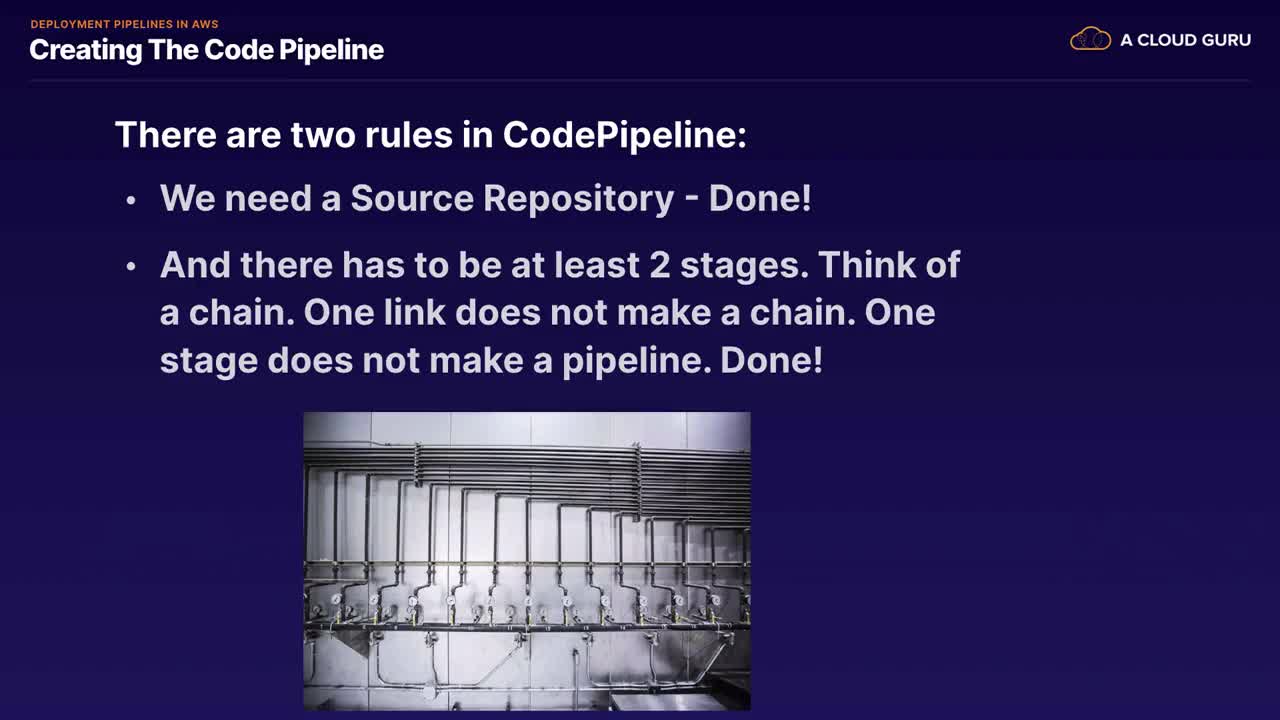 DEPLOYMENT PIPELINES IN AWS
Creating The Code Pipeline
A CLOUD GURU
There are two rules in CodePipeline:
• We need a Source Repository - Done!
• And there has to be at least 2 stages. Think of
a chain. One link does not make a chain. One
stage does not make a pipeline. Done!